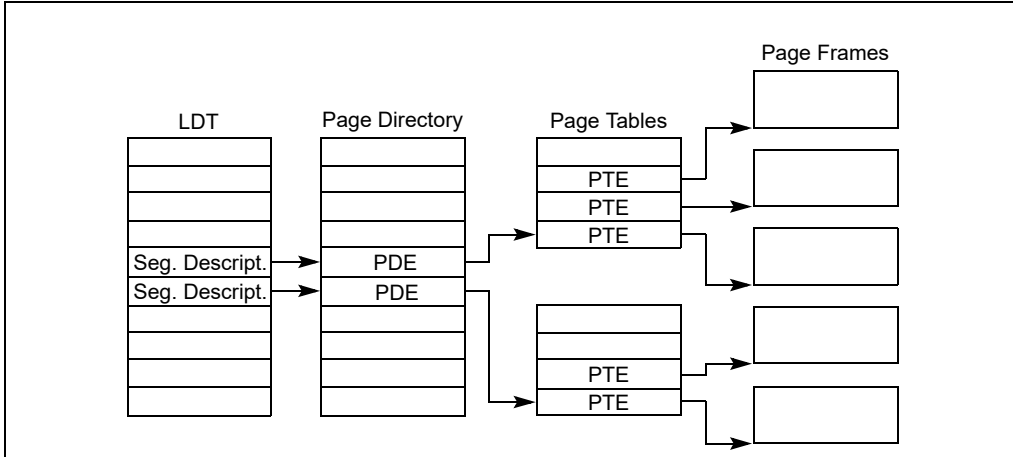 Page Frames
LDT
Page Directory
Page Tables
PTE
PTE
PTE
Seg. Descript.
PDE
Seg. Descript.
PDE
PTE
PTE